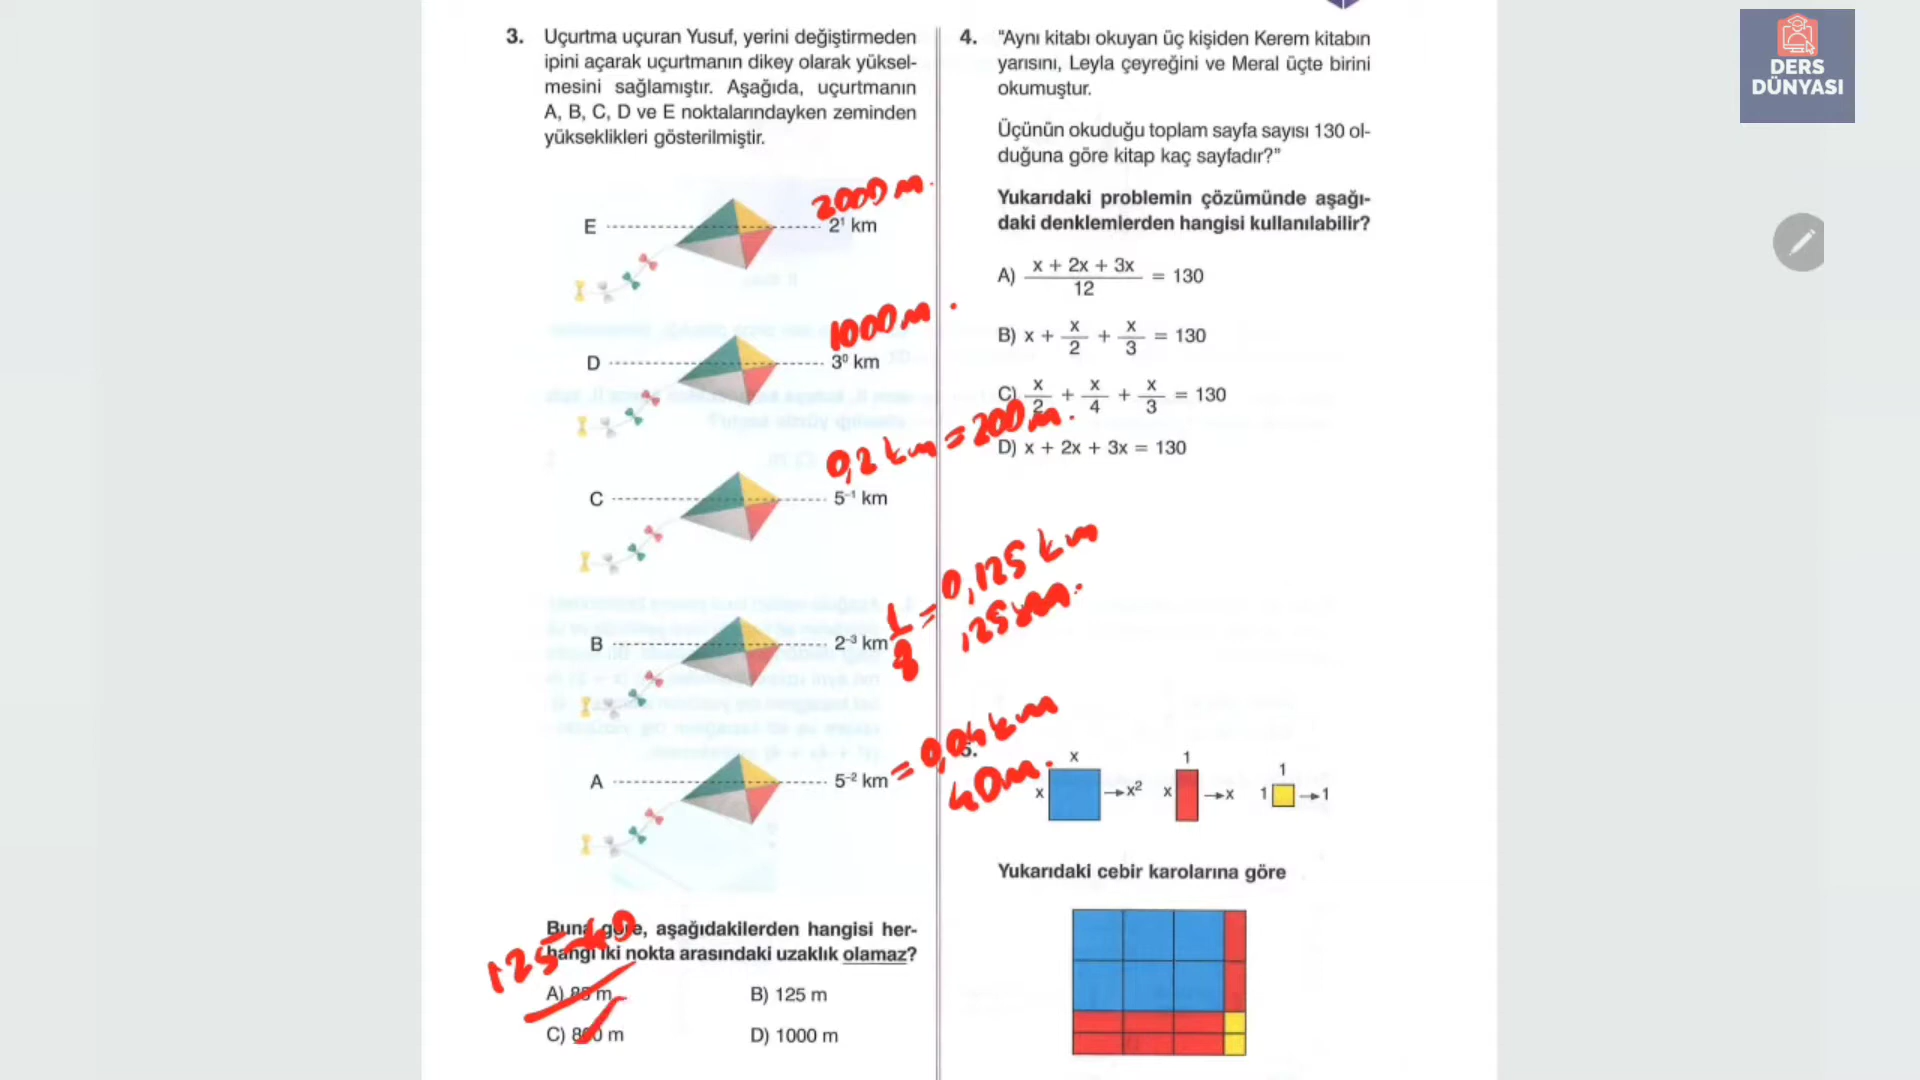 DERS
DÜNYASI
3. Uçurtma uçuran Yusuf, yerini değiştirmeden
ipini açarak uçurtmanın dikey olarak yüksel-
mesini sağlamıştır. Aşağıda, uçurtmanın
A, B, C, D ve E noktalarındayken zeminden
yükseklikleri gösterilmiştir.
2000 m.
E 2¹ km
1000 m.
D 3⁰ km
0,2 km = 200 m.
C 5⁻¹ km
B 2⁻³ km 1/8 = 0,125 km
125 m.
A 5⁻² km = 0,04 km
40 m.
Buna göre, aşağıdakilerden hangisi her-
hangi iki nokta arasındaki uzaklık olamaz?
A) 85 m B) 125 m
C) 800 m D) 1000 m
4. "Aynı kitabı okuyan üç kişiden Kerem kitabın
yarısını, Leyla çeyreğini ve Meral üçte birini
okumuştur.
Üçünün okuduğu toplam sayfa sayısı 130 ol-
duğuna göre kitap kaç sayfadır?"
Yukarıdaki problemin çözümünde aşağı-
daki denklemlerden hangisi kullanılabilir?
A) (x + 2x + 3x)/12 = 130
B) x + x/2 + x/3 = 130
C) x/2 + x/4 + x/3 = 130
D) x + 2x + 3x = 130
5.
x 1 1
x →x² x →x 1 →1
Yukarıdaki cebir karolarına göre